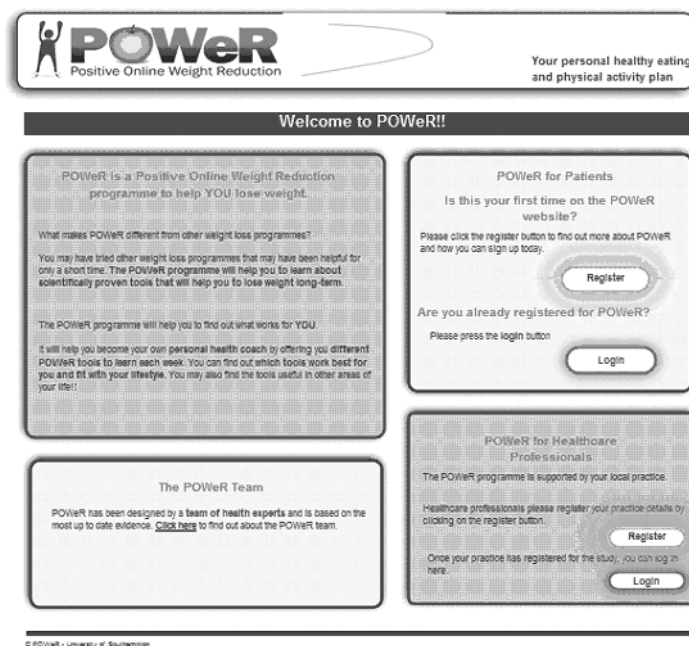 POWeR
Positive Online Weight Reduction
Your personal healthy eating
and physical activity plan
Welcome to POWeR!!
POWeR is a Positive Online Weight Reduction
programme to help YOU lose weight.
What makes POWeR different from other weight loss programmes?
You may have tried other weight loss programmes that may have been helpful for
only a short time. The POWeR programme will help you to learn about
scientifically proven tools that will help you to lose weight long-term.
The POWeR programme will help you to find out what works for YOU.
It will help you become your own personal health coach by offering you different
POWeR tools to learn each week. You can find out which tools work best for
you and fit with your lifestyle. You may also find the tools useful in other areas of
your life!!
The POWeR Team
POWeR has been designed by a team of health experts and is based on the
most up to date evidence. Click here to find out about the POWeR team.
POWeR for Patients
Is this your first time on the POWeR
website?
Please click the register button to find out more about POWeR
and how you can sign up today.
Register
Are you already registered for POWeR?
Please press the login button
Login
POWeR for Healthcare
Professionals
The POWeR programme is supported by your local practice.
Healthcare professionals please register your practice details by
clicking on the register button.
Register
Once your practice has registered for the study, you can log in
here.
Login
© POWeR - University of Southampton